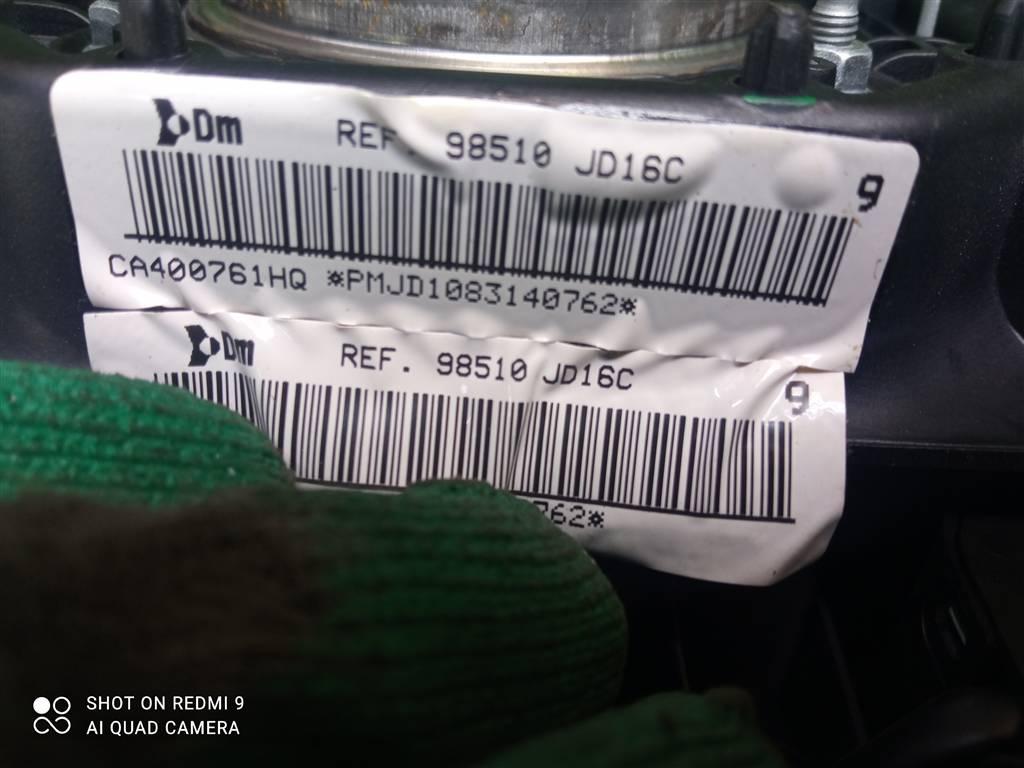 Dm REF. 98510 JD16C
9
CA400761HQ *PMJD1083140762*
Dm REF. 98510 JD16C
9
762*
SHOT ON REDMI 9
AI QUAD CAMERA